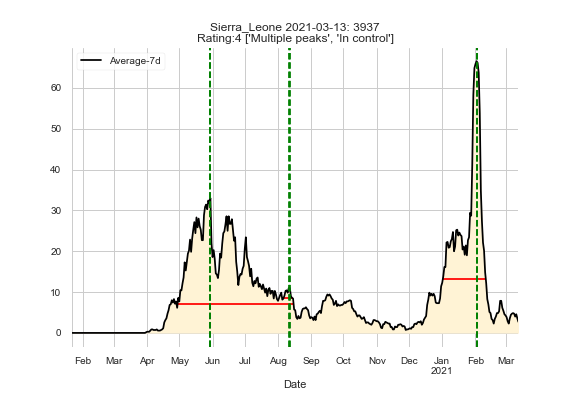 Sierra_Leone 2021-03-13: 3937
Rating:4 ['Multiple peaks', 'In control']
Average-7d
60
50
40
30
20
10
0
Feb Mar Apr May Jun Jul Aug Sep Oct Nov Dec Jan Feb Mar
2021
Date